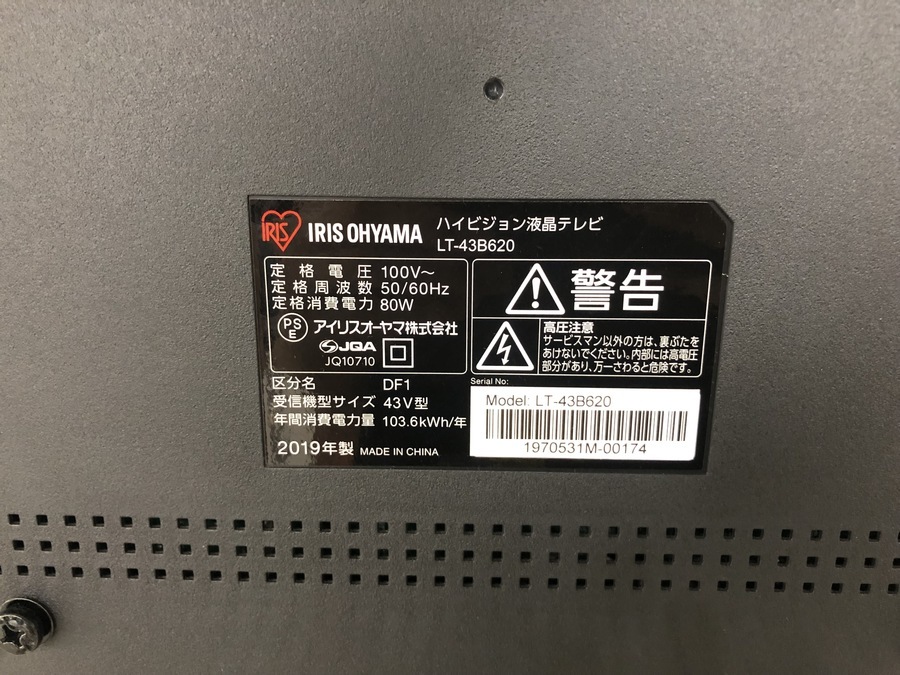 IRIS
IRIS OHYAMA
ハイビジョン液晶テレビ
LT-43B620
定格電圧 100V～
定格周波数 50/60Hz
定格消費電力 80W
PSE
アイリスオーヤマ株式会社
JQA
JQ10710
警告
高圧注意
サービスマン以外の方は、裏ぶたを
あけないでください。内部には高電圧
部分があり、万一さわると危険です。
区分名 DF1
受信機型サイズ 43V型
年間消費電力量 103.6kWh/年
2019年製 MADE IN CHINA
Serial No:
Model: LT-43B620
1970531M-00174